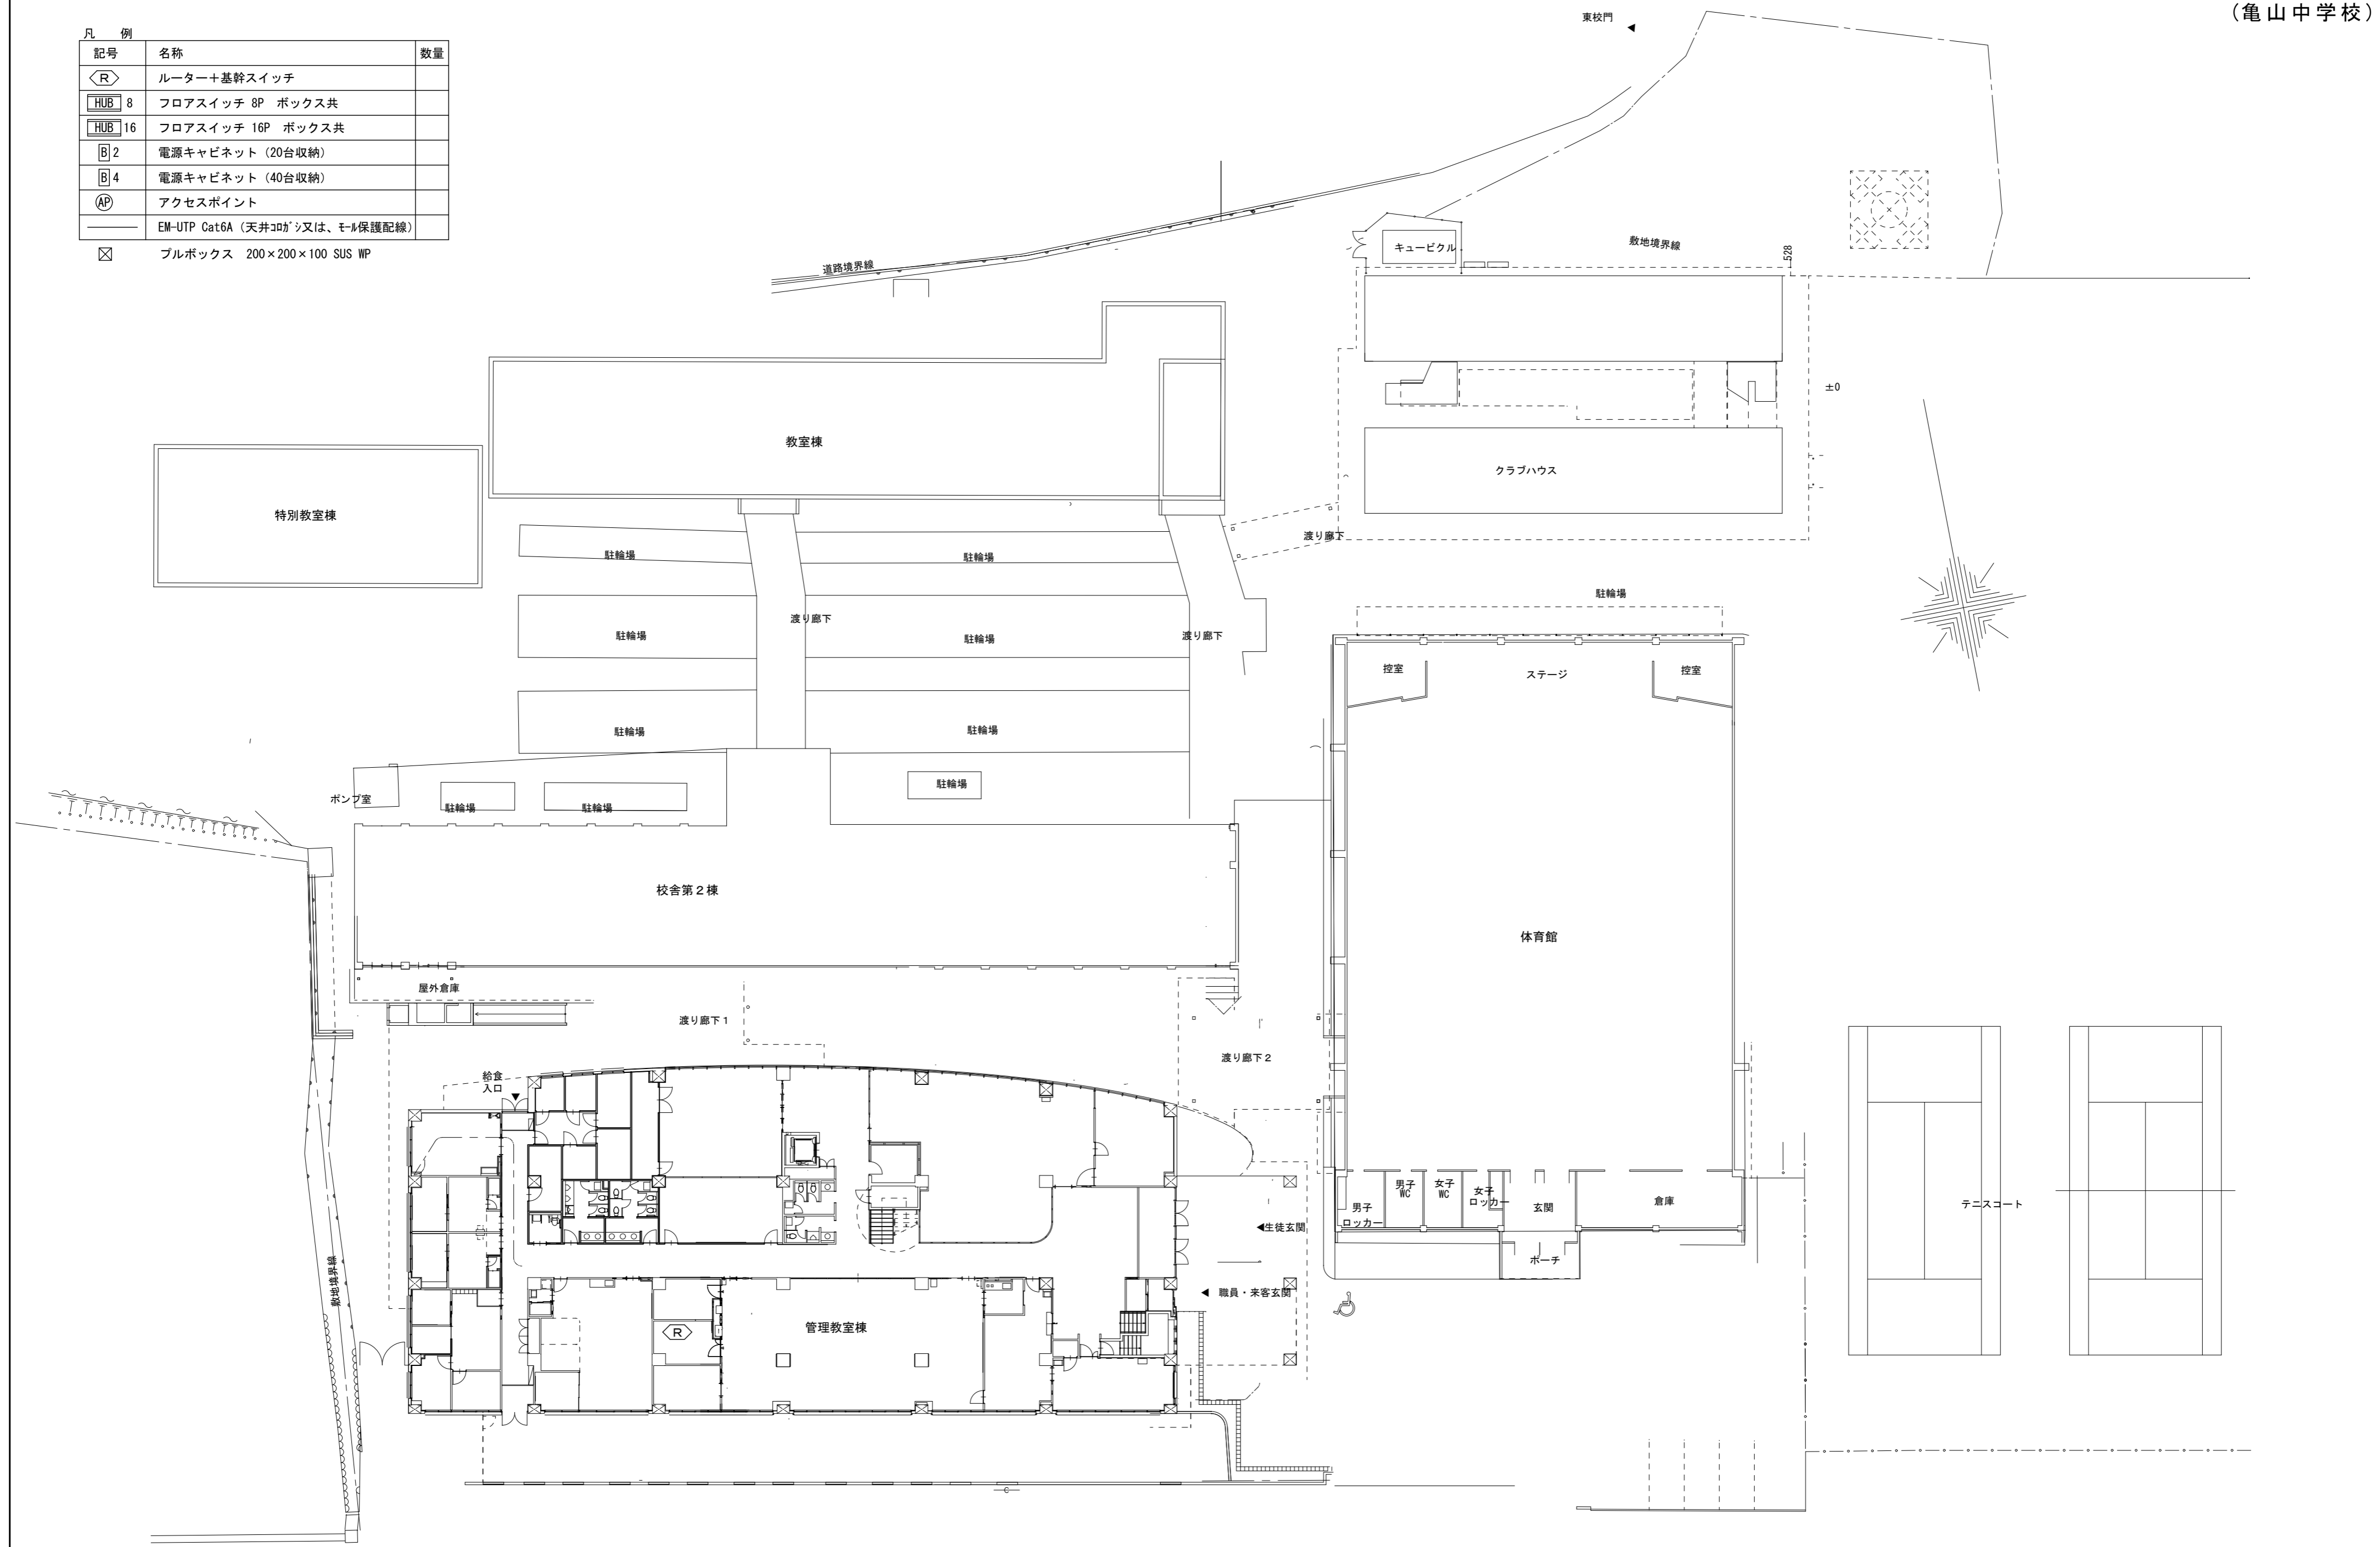 (亀山中学校)
東校門
凡　例
記号　名称　数量
R　ルーター＋基幹スイッチ
HUB 8　フロアスイッチ 8P　ボックス共
HUB 16　フロアスイッチ 16P　ボックス共
B 2　電源キャビネット（20台収納）
B 4　電源キャビネット（40台収納）
AP　アクセスポイント
EM-UTP Cat6A（天井ｺﾛｶﾞｼ又は、ﾓｰﾙ保護配線）
プルボックス　200×200×100 SUS WP
キュービクル
敷地境界線
528
道路境界線
±0
教室棟
クラブハウス
特別教室棟
渡り廊下
駐輪場
駐輪場
駐輪場
渡り廊下
駐輪場
駐輪場
渡り廊下
控室
ステージ
控室
駐輪場
駐輪場
ポンプ室
駐輪場
駐輪場
駐輪場
校舎第２棟
体育館
屋外倉庫
渡り廊下１
渡り廊下２
給食
入口
男子
WC
女子
WC
女子
ロッカー
男子
ロッカー
玄関
倉庫
テニスコート
生徒玄関
ポーチ
敷地境界線
職員・来客玄関
R
管理教室棟
C